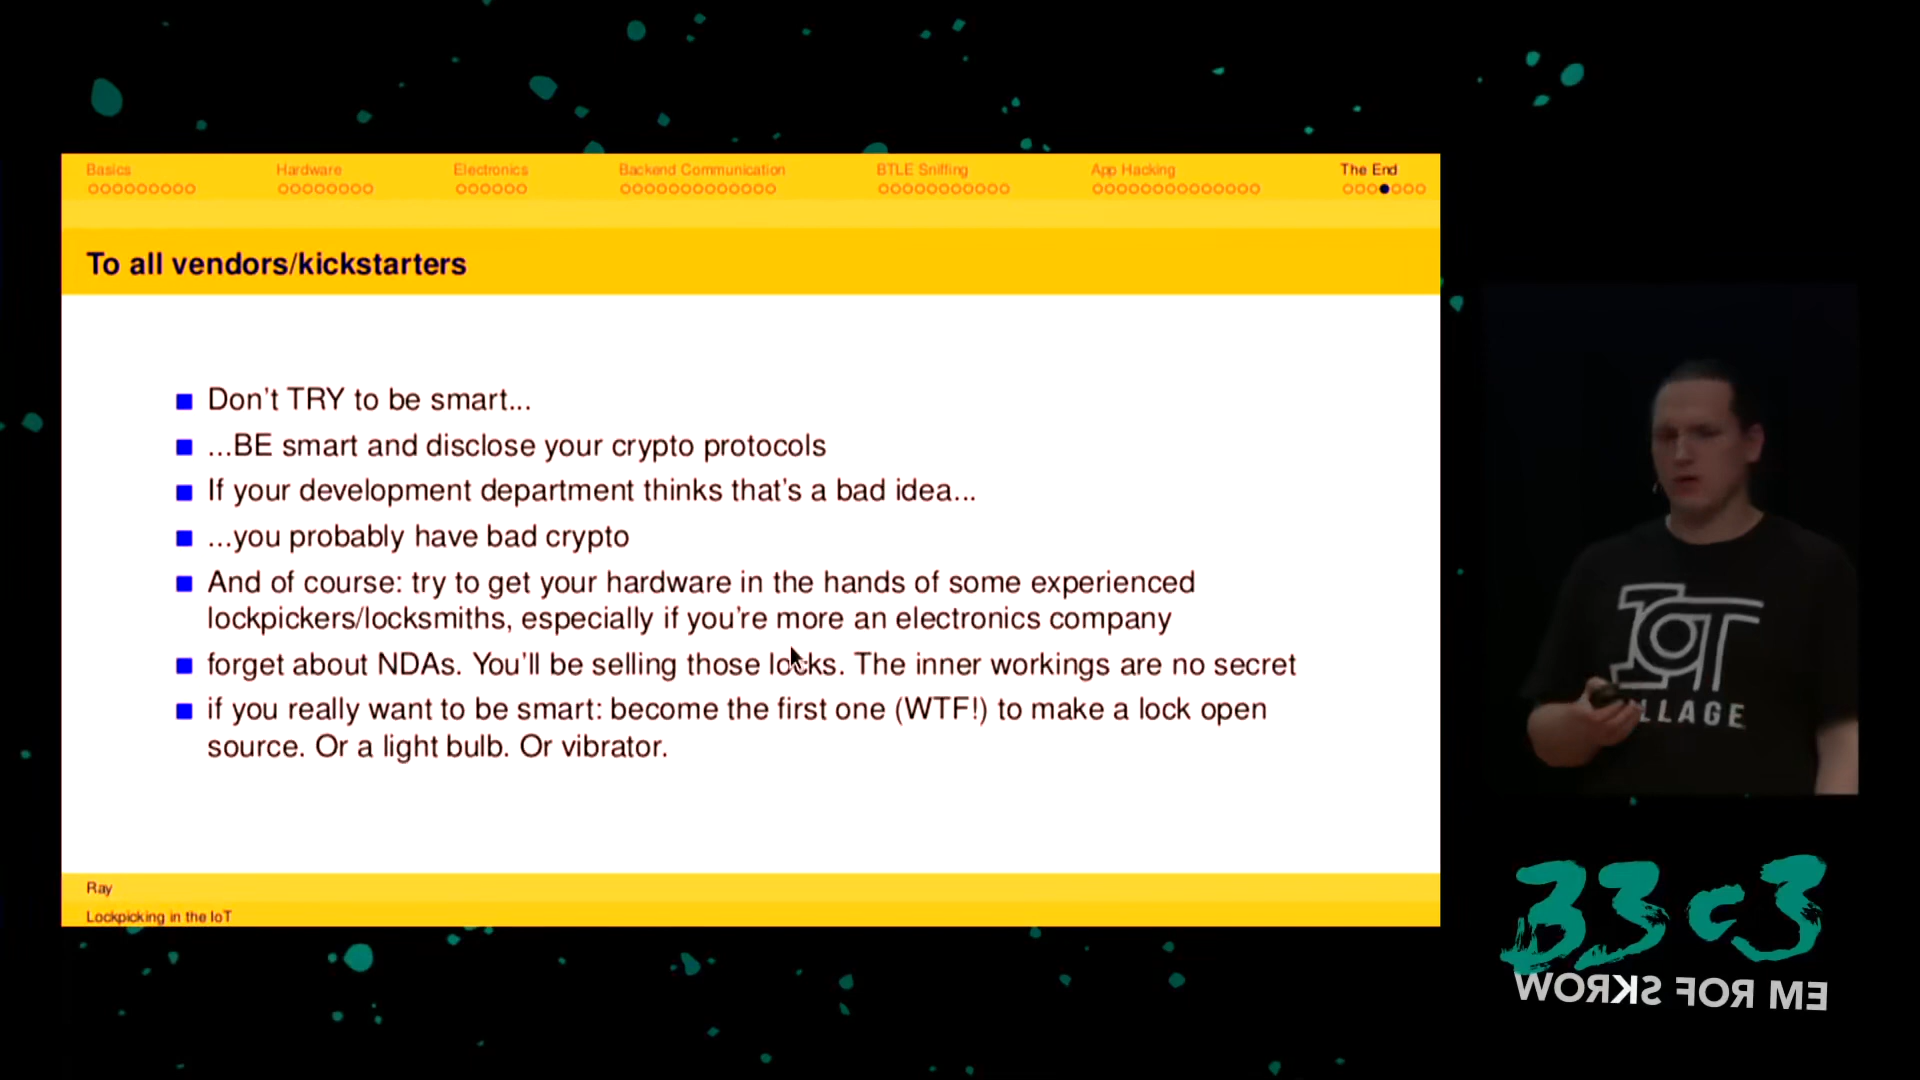 Basics
Hardware
Electronics
Backend Communication
BTLE Sniffing
App Hacking
The End
To all vendors/kickstarters
Don't TRY to be smart...
...BE smart and disclose your crypto protocols
If your development department thinks that's a bad idea...
...you probably have bad crypto
And of course: try to get your hardware in the hands of some experienced
lockpickers/locksmiths, especially if you're more an electronics company
forget about NDAs. You'll be selling those locks. The inner workings are no secret
if you really want to be smart: become the first one (WTF!) to make a lock open
source. Or a light bulb. Or vibrator.
Ray
Lockpicking in the IoT
IOT
LLAGE
33c3
WORKS FOR ME